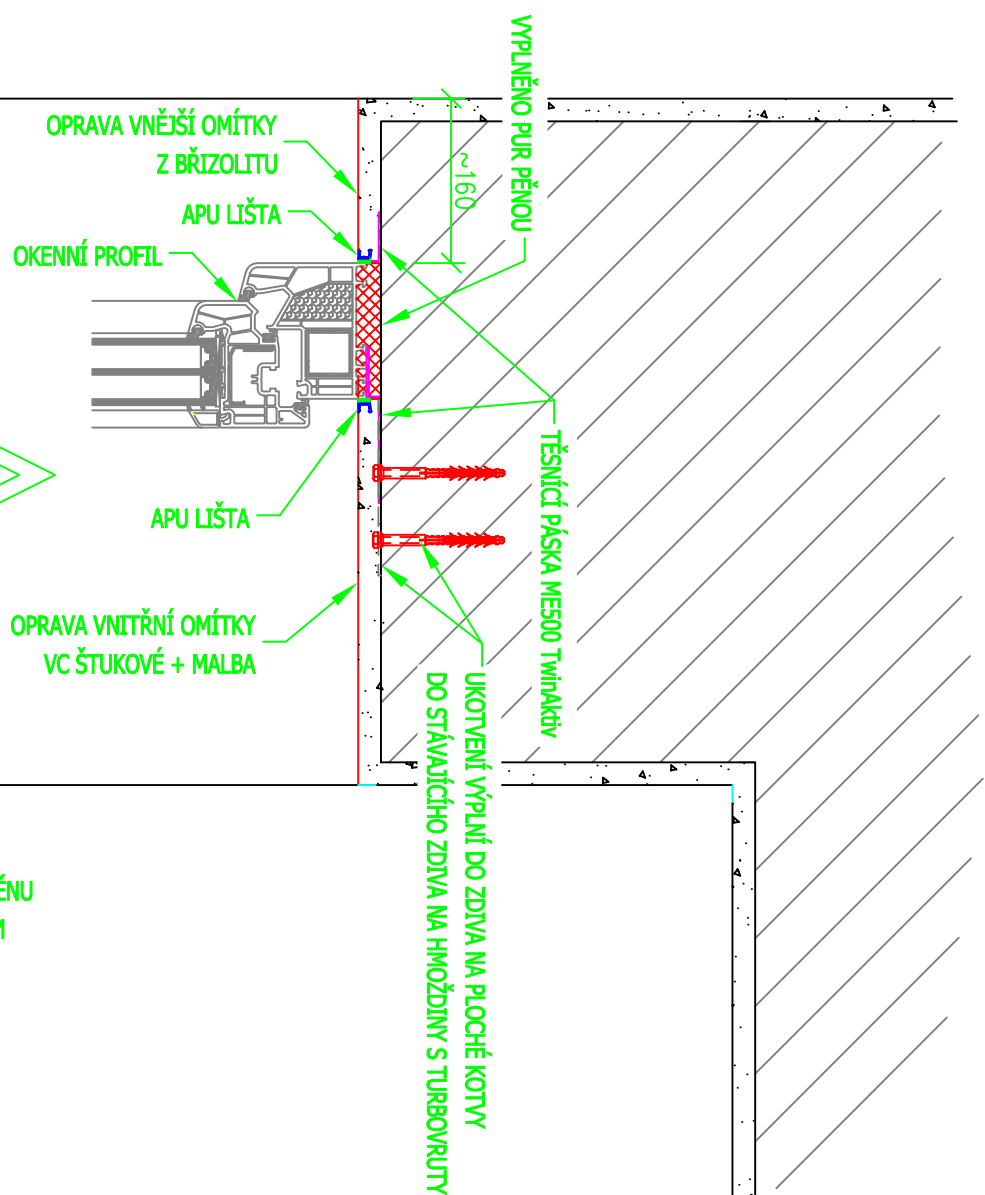 VYPLNĚNO PUR PĚNOU
OPRAVA VNĚJŠÍ OMÍTKY
Z BŘIZOLITU
~160
APU LIŠTA
OKENNÍ PROFIL
TĚSNÍCÍ PÁSKA ME500 TwinAktiv
APU LIŠTA
OPRAVA VNITŘNÍ OMÍTKY
VC ŠTUKOVÉ + MALBA
UKOTVENÍ VÝPLNÍ DO ZDIVA NA PLOCHÉ KOTVY
DO STÁVAJÍCÍHO ZDIVA NA HMOŽDINY S TURBOVRUTY
ĚNU
M